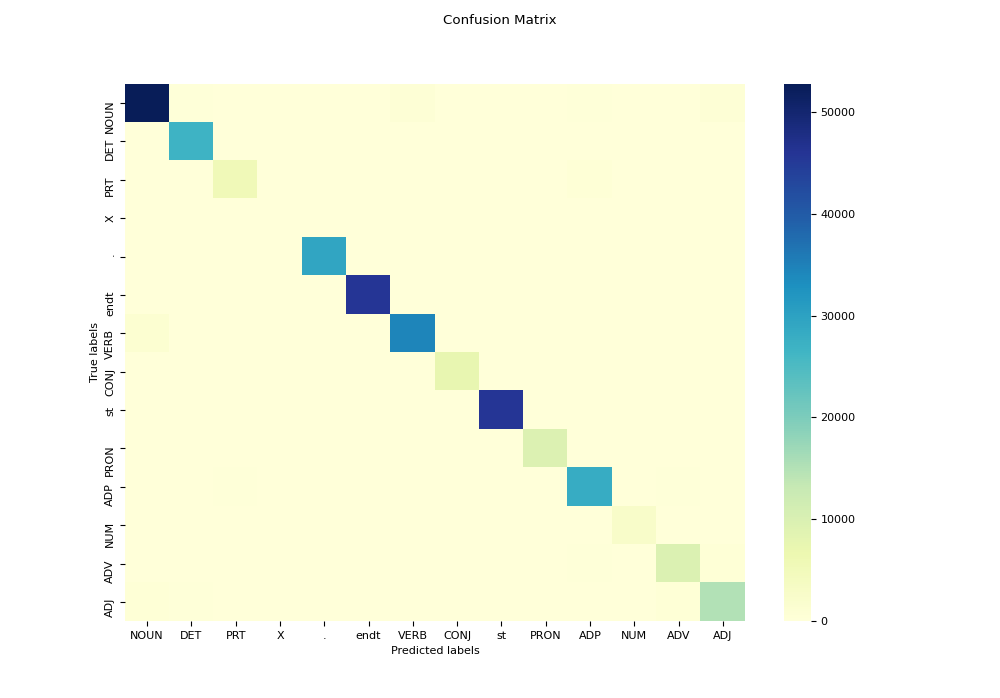 Confusion Matrix
True labels
NOUN
DET
PRT
X
.
endt
VERB
CONJ
st
PRON
ADP
NUM
ADV
ADJ
NOUN DET PRT X . endt VERB CONJ st PRON ADP NUM ADV ADJ
Predicted labels
50000
40000
30000
20000
10000
0